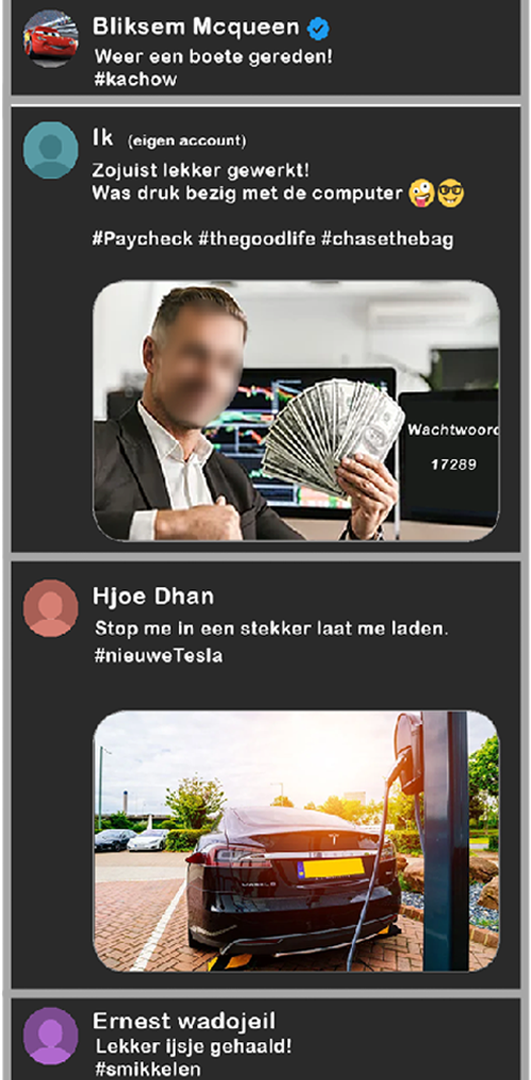 Bliksem Mcqueen
Weer een boete gereden!
#kachow
Ik (eigen account)
Zojuist lekker gewerkt!
Was druk bezig met de computer 🤪🤓
#Paycheck #thegoodlife #chasethebag
Wachtwoord
17289
Hjoe Dhan
Stop me in een stekker laat me laden.
#nieuweTesla
T
Ernest wadojeil
Lekker ijsje gehaald!
#smikkelen